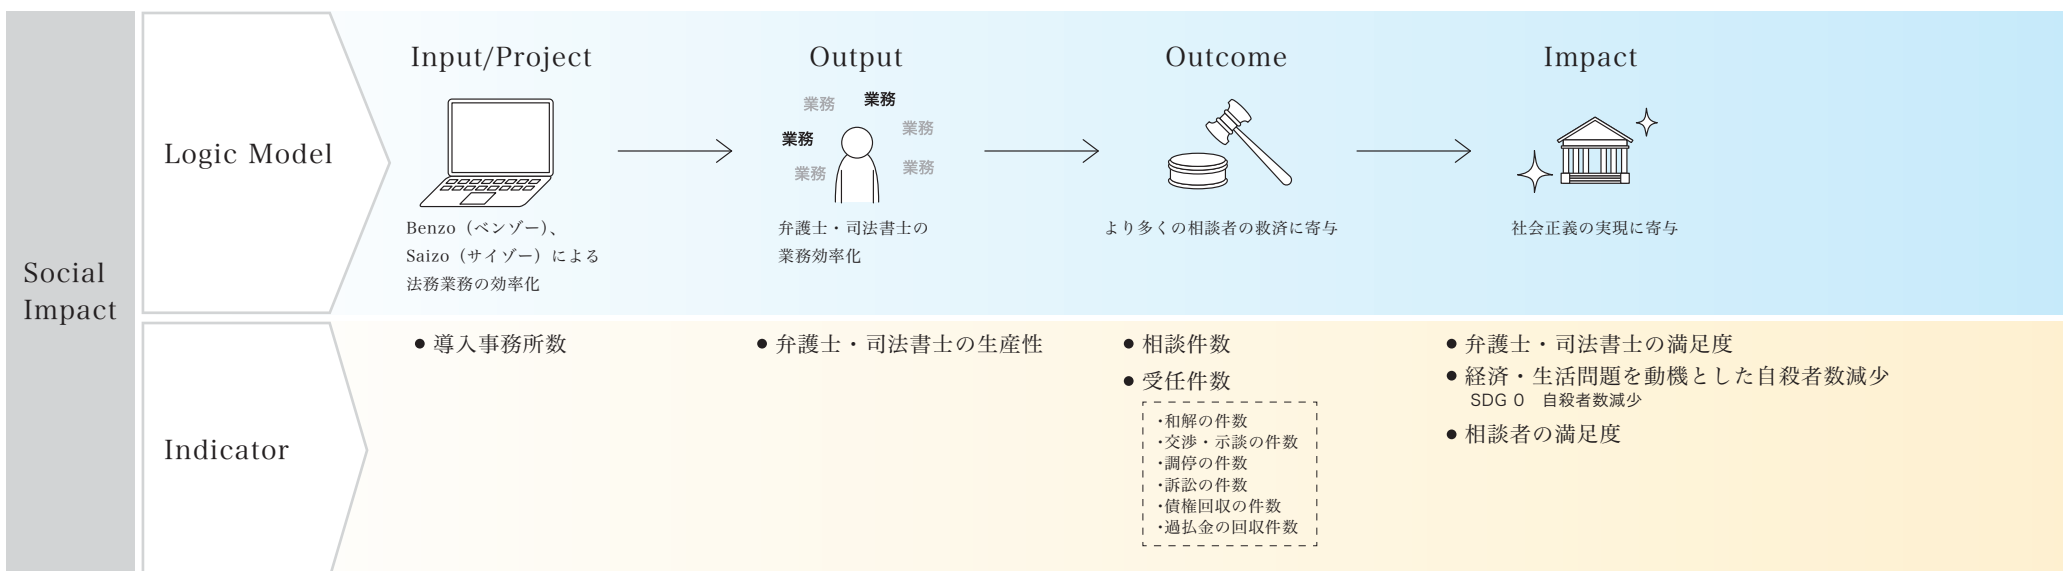 Social
Impact
Logic Model
Input/Project
Benzo（ベンゾー）、
Saizo（サイゾー）による
法務業務の効率化
Output
業務
業務
業務
業務
業務
業務
弁護士・司法書士の
業務効率化
Outcome
より多くの相談者の救済に寄与
Impact
社会正義の実現に寄与
Indicator
● 導入事務所数
● 弁護士・司法書士の生産性
● 相談件数
● 受任件数
・和解の件数
・交渉・示談の件数
・調停の件数
・訴訟の件数
・債権回収の件数
・過払金の回収件数
● 弁護士・司法書士の満足度
● 経済・生活問題を動機とした自殺者数減少
SDG 0　自殺者数減少
● 相談者の満足度